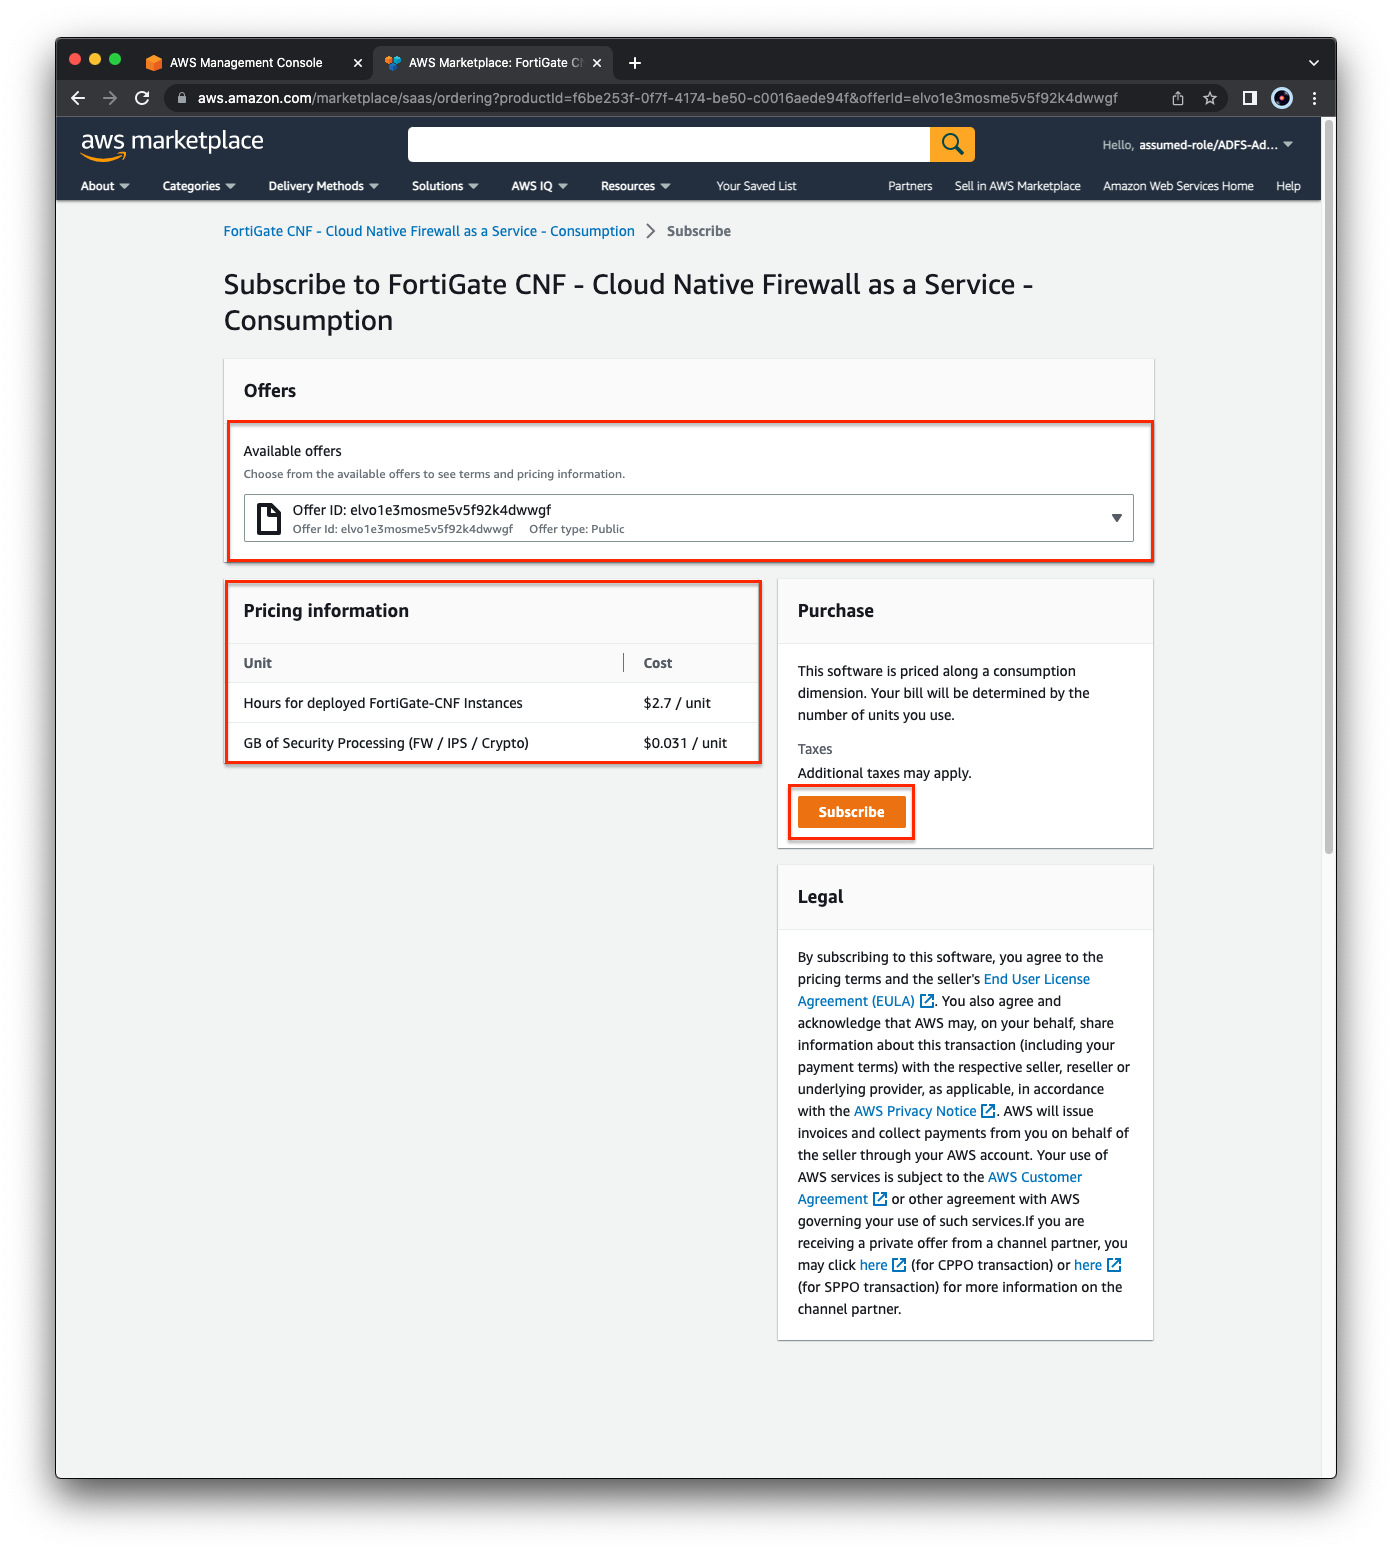 AWS Management Console
AWS Marketplace: FortiGate C
aws.amazon.com/marketplace/saas/ordering?productId=f6be253f-0f7f-4174-be50-c0016aede94f&offerId=elvo1e3mosme5v5f92k4dwwgf
aws marketplace
Hello, assumed-role/ADFS-Ad...
About Categories Delivery Methods Solutions AWS IQ Resources Your Saved List Partners Sell in AWS Marketplace Amazon Web Services Home Help
FortiGate CNF - Cloud Native Firewall as a Service - Consumption > Subscribe
Subscribe to FortiGate CNF - Cloud Native Firewall as a Service -
Consumption
Offers
Available offers
Choose from the available offers to see terms and pricing information.
Offer ID: elvo1e3mosme5v5f92k4dwwgf
Offer Id: elvo1e3mosme5v5f92k4dwwgf Offer type: Public
Pricing information
Unit Cost
Hours for deployed FortiGate-CNF Instances $2.7 / unit
GB of Security Processing (FW / IPS / Crypto) $0.031 / unit
Purchase
This software is priced along a consumption
dimension. Your bill will be determined by the
number of units you use.
Taxes
Additional taxes may apply.
Subscribe
Legal
By subscribing to this software, you agree to the
pricing terms and the seller's End User License
Agreement (EULA) . You also agree and
acknowledge that AWS may, on your behalf, share
information about this transaction (including your
payment terms) with the respective seller, reseller or
underlying provider, as applicable, in accordance
with the AWS Privacy Notice . AWS will issue
invoices and collect payments from you on behalf of
the seller through your AWS account. Your use of
AWS services is subject to the AWS Customer
Agreement or other agreement with AWS
governing your use of such services.If you are
receiving a private offer from a channel partner, you
may click here (for CPPO transaction) or here
(for SPPO transaction) for more information on the
channel partner.